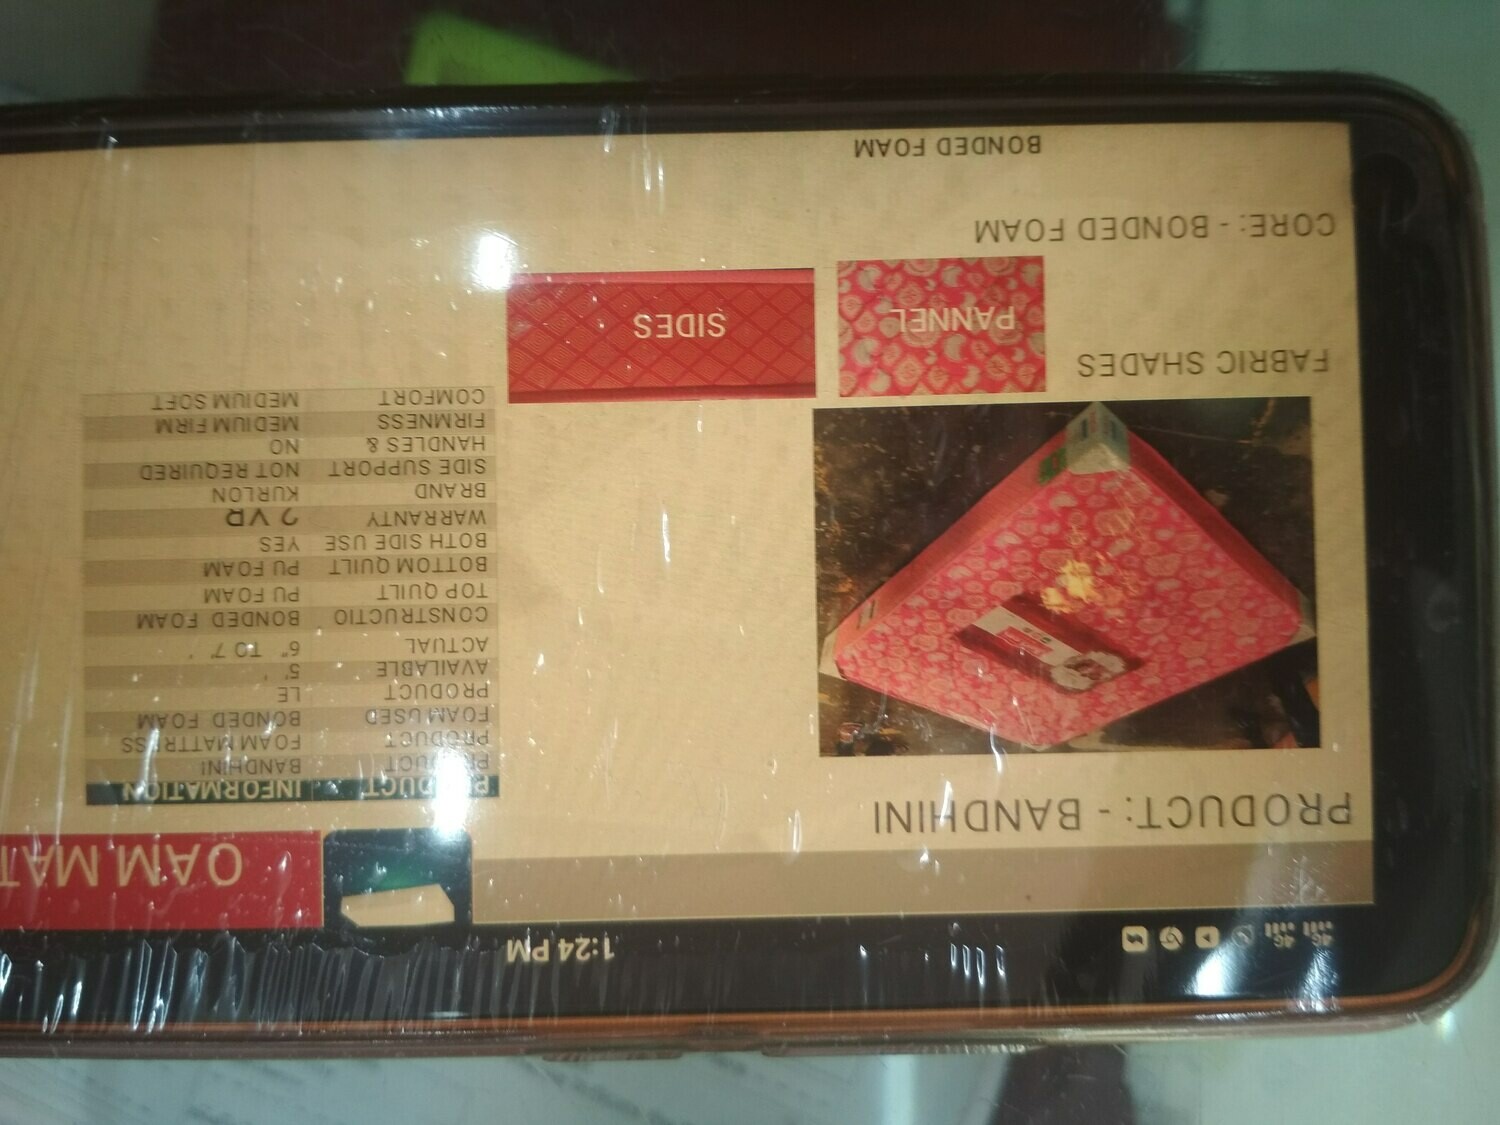 1:24 PM
4G 4G
OAM MAT
PRODUCT: - BANDHINI
PRODUCT INFORMATION
PRODUCT BANDHINI
PRODUCT FOAM MATTRESS
FOAM USED BONDED FOAM
PRODUCT LE
AVAILABLE 5"
ACTUAL 6" TO 7"
CONSTRUCTIO BONDED FOAM
TOP QUILT PU FOAM
BOTTOM QUILT PU FOAM
BOTH SIDE USE YES
WARRANTY 2 YR
BRAND KURLON
SIDE SUPPORT NOT REQUIRED
HANDLES & NO
FIRMNESS MEDIUM FIRM
COMFORT MEDIUM SOFT
FABRIC SHADES
PANNEL
SIDES
CORE: - BONDED FOAM
BONDED FOAM